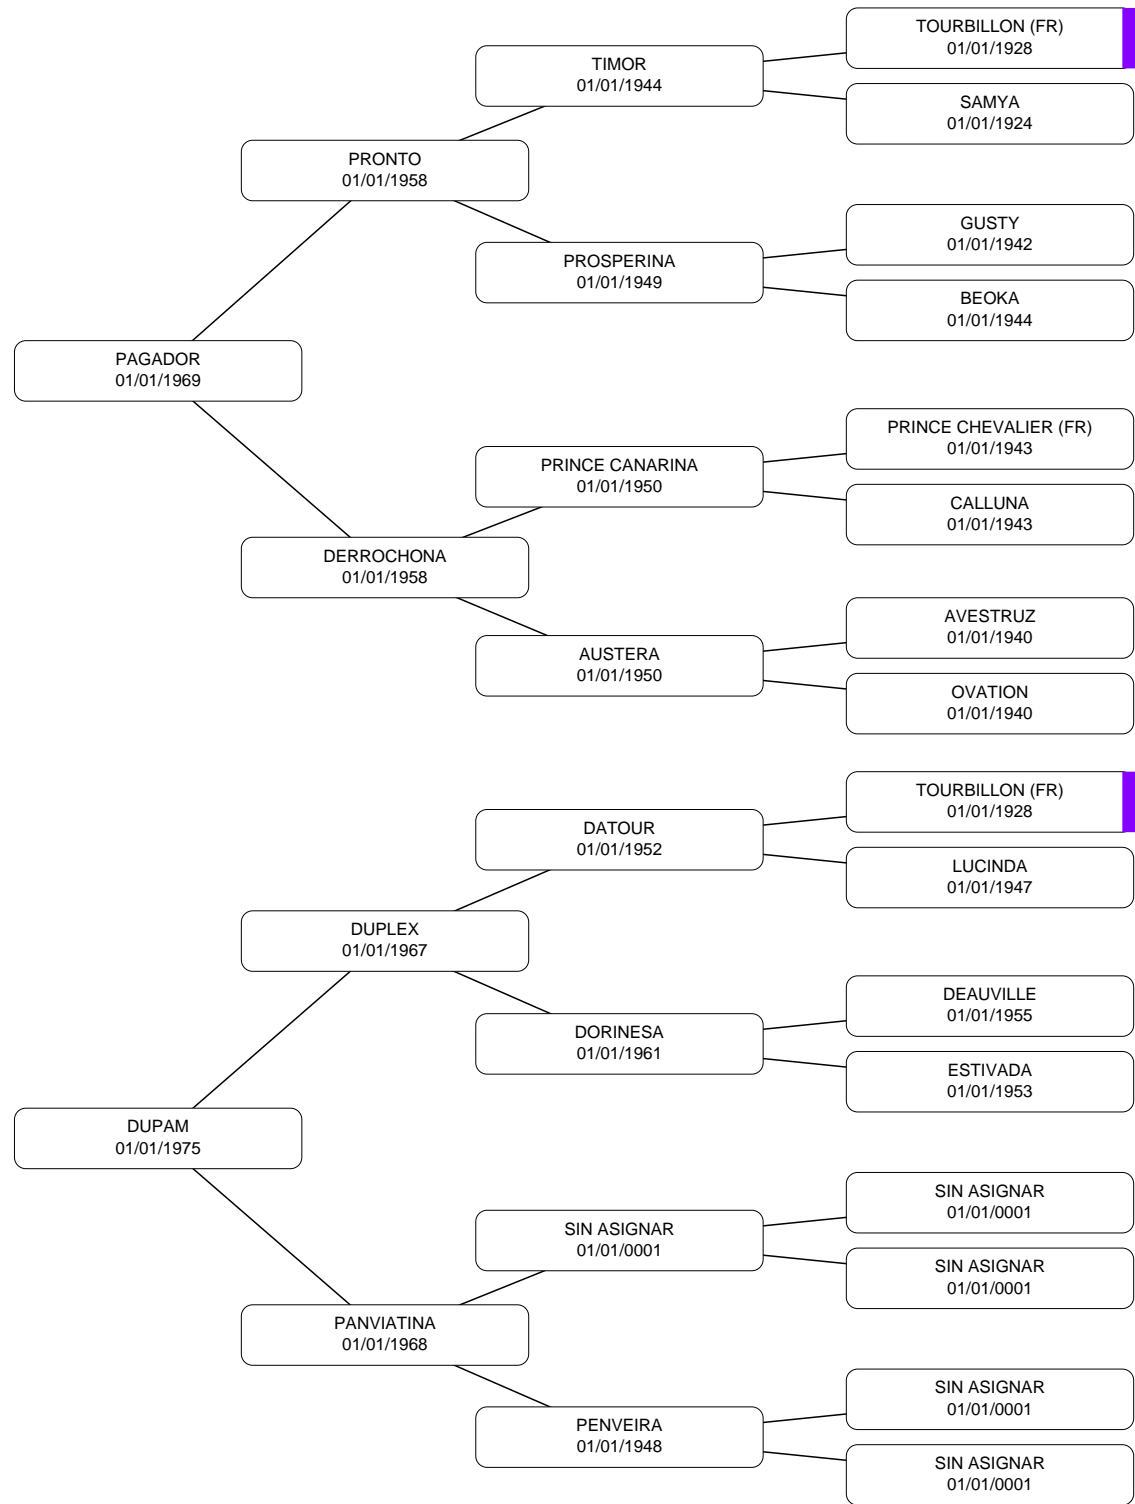 TOURBILLON (FR)
01/01/1928
TIMOR
01/01/1944
SAMYA
01/01/1924
PRONTO
01/01/1958
GUSTY
01/01/1942
PROSPERINA
01/01/1949
BEOKA
01/01/1944
PAGADOR
01/01/1969
PRINCE CHEVALIER (FR)
01/01/1943
PRINCE CANARINA
01/01/1950
CALLUNA
01/01/1943
DERROCHONA
01/01/1958
AVESTRUZ
01/01/1940
AUSTERA
01/01/1950
OVATION
01/01/1940
TOURBILLON (FR)
01/01/1928
DATOUR
01/01/1952
LUCINDA
01/01/1947
DUPLEX
01/01/1967
DEAUVILLE
01/01/1955
DORINESA
01/01/1961
ESTIVADA
01/01/1953
DUPAM
01/01/1975
SIN ASIGNAR
01/01/0001
SIN ASIGNAR
01/01/0001
SIN ASIGNAR
01/01/0001
PANVIATINA
01/01/1968
SIN ASIGNAR
01/01/0001
PENVEIRA
01/01/1948
SIN ASIGNAR
01/01/0001